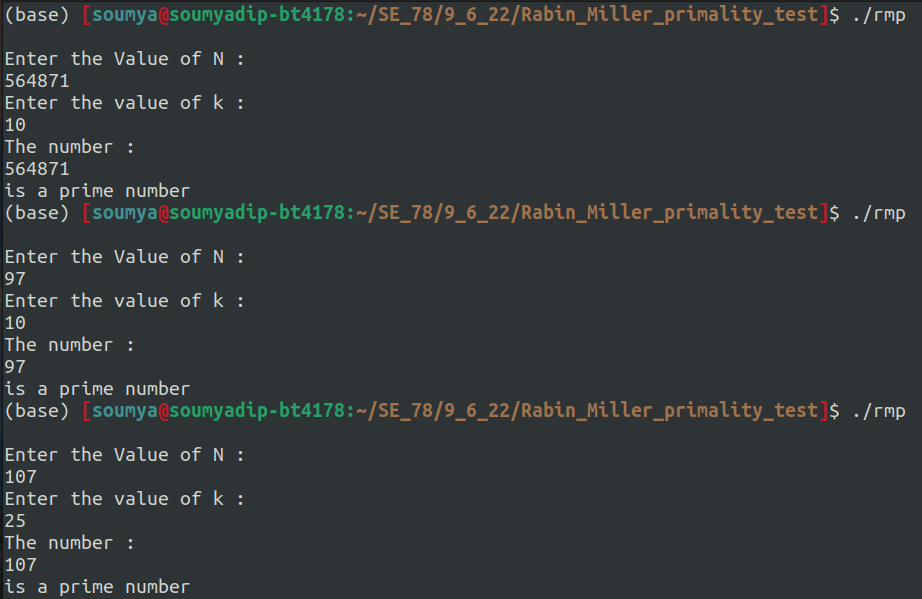 (base) [soumya@soumyadip-bt4178:~/SE_78/9_6_22/Rabin_Miller_primality_test]$ ./rmp
Enter the Value of N :
564871
Enter the value of k :
10
The number :
564871
is a prime number
(base) [soumya@soumyadip-bt4178:~/SE_78/9_6_22/Rabin_Miller_primality_test]$ ./rmp
Enter the Value of N :
97
Enter the value of k :
10
The number :
97
is a prime number
(base) [soumya@soumyadip-bt4178:~/SE_78/9_6_22/Rabin_Miller_primality_test]$ ./rmp
Enter the Value of N :
107
Enter the value of k :
25
The number :
107
is a prime number